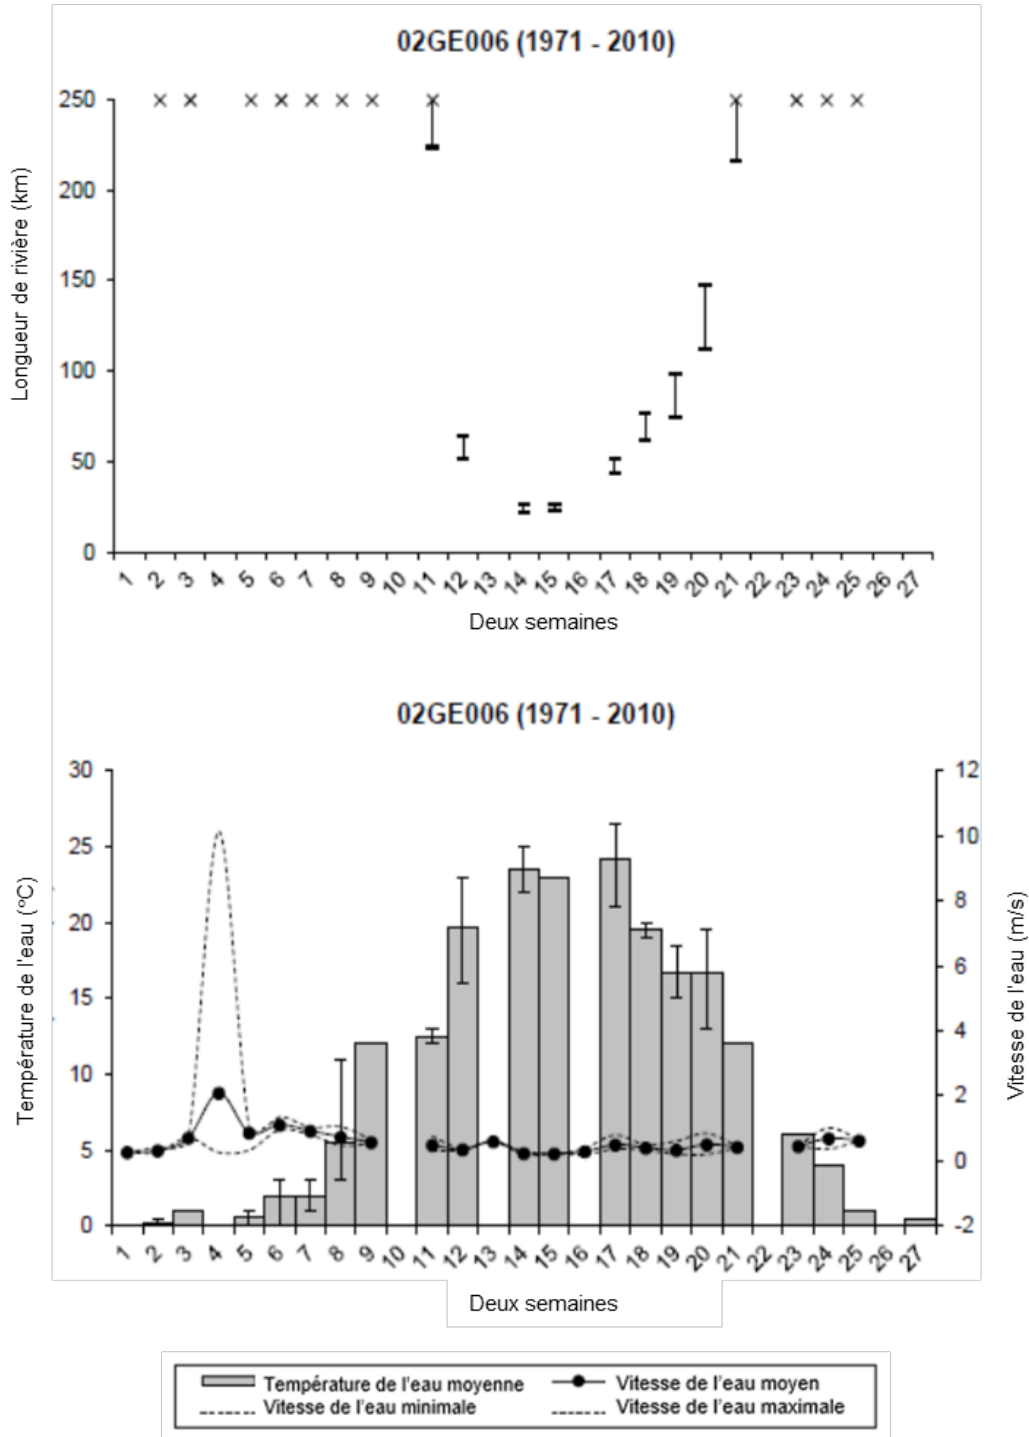 02GE006 (1971 - 2010)
Longueur de rivière (km)
250
200
150
100
50
0
1 2 3 4 5 6 7 8 9 10 11 12 13 14 15 16 17 18 19 20 21 22 23 24 25 26 27
Deux semaines
02GE006 (1971 - 2010)
Température de l'eau (°C)
30
25
20
15
10
5
0
Vitesse de l'eau (m/s)
12
10
8
6
4
2
0
-2
1 2 3 4 5 6 7 8 9 10 11 12 13 14 15 16 17 18 19 20 21 22 23 24 25 26 27
Deux semaines
Température de l'eau moyenne
Vitesse de l'eau moyen
Vitesse de l'eau minimale
Vitesse de l'eau maximale